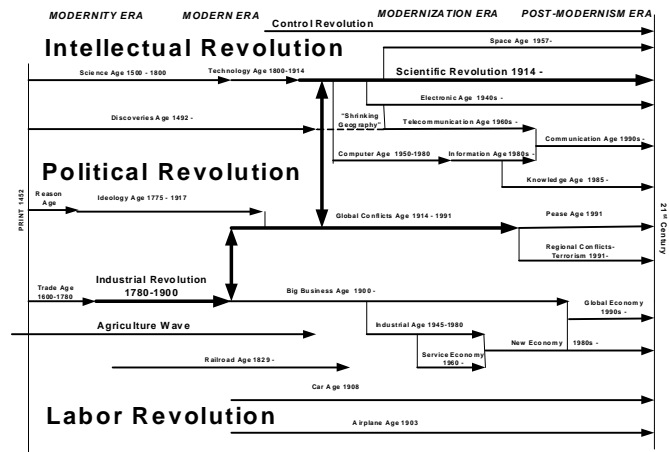 MODERNITY ERA MODERN ERA MODERNIZATION ERA POST-MODERNISM ERA
Control Revolution
Intellectual Revolution
Space Age 1957-
Science Age 1500 - 1800
Technology Age 1800-1914
Scientific Revolution 1914 -
Electronic Age 1940s -
Discoveries Age 1492 -
"Shrinking
Geography"
Telecommunication Age 1960s -
Communication Age 1990s -
Computer Age 1950-1980
Information Age 1980s -
Political Revolution
Knowledge Age 1985 -
PRINT 1452
Reason
Age
Ideology Age 1775 - 1917
Global Conflicts Age 1914 - 1991
Pease Age 1991
21st Century
Regional Conflicts-
Terrorism 1991-
Trade Age
1600-1780
Industrial Revolution
1780-1900
Big Business Age 1900 -
Global Economy
1990s -
Agriculture Wave
Industrial Age 1945-1980
New Economy 1980s -
Railroad Age 1829 -
Service Economy
1960 -
Car Age 1908
Labor Revolution
Airplane Age 1903